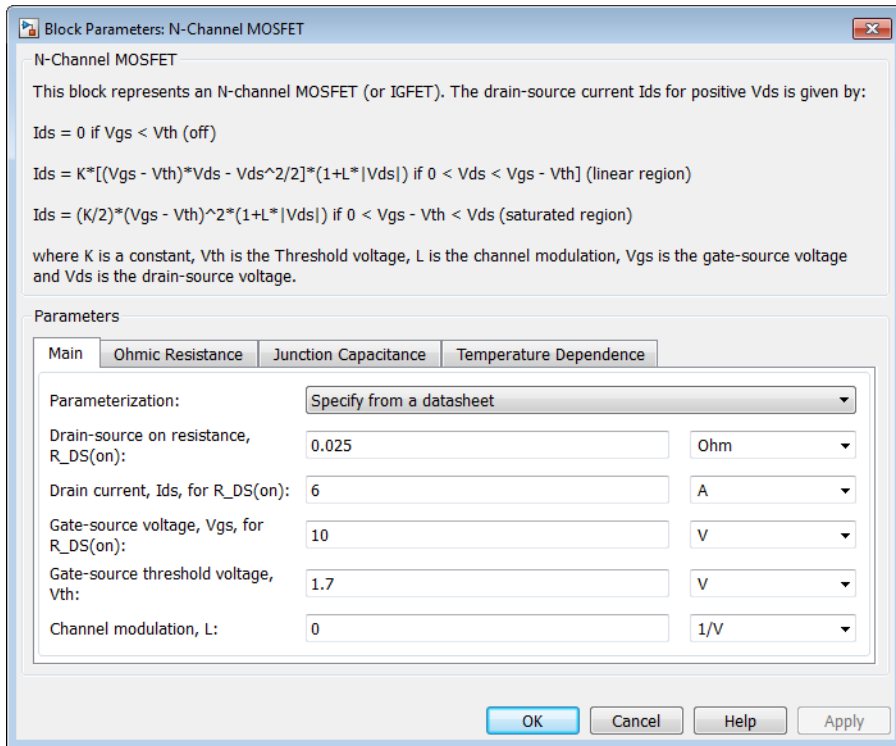 Block Parameters: N-Channel MOSFET
N-Channel MOSFET
This block represents an N-channel MOSFET (or IGFET). The drain-source current Ids for positive Vds is given by:
Ids = 0 if Vgs < Vth (off)
Ids = K*[(Vgs - Vth)*Vds - Vds^2/2]*(1+L*|Vds|) if 0 < Vds < Vgs - Vth] (linear region)
Ids = (K/2)*(Vgs - Vth)^2*(1+L*|Vds|) if 0 < Vgs - Vth < Vds (saturated region)
where K is a constant, Vth is the Threshold voltage, L is the channel modulation, Vgs is the gate-source voltage
and Vds is the drain-source voltage.
Parameters
Main Ohmic Resistance Junction Capacitance Temperature Dependence
Parameterization: Specify from a datasheet
Drain-source on resistance,
R_DS(on): 0.025 Ohm
Drain current, Ids, for R_DS(on): 6 A
Gate-source voltage, Vgs, for
R_DS(on): 10 V
Gate-source threshold voltage,
Vth: 1.7 V
Channel modulation, L: 0 1/V
OK Cancel Help Apply